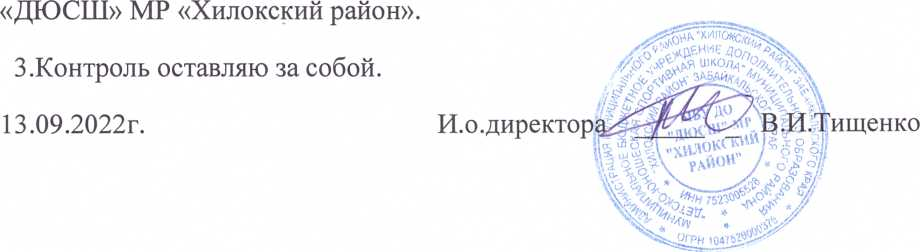 «ДЮСШ» МР «Хилокский район».
3.Контроль оставляю за собой.
13.09.2022г. И.о.директора В.И.Тищенко
МБУ ДО
"ДЮСШ" МР
"ХИЛОКСКИЙ
РАЙОН"
ИНН 7523005528